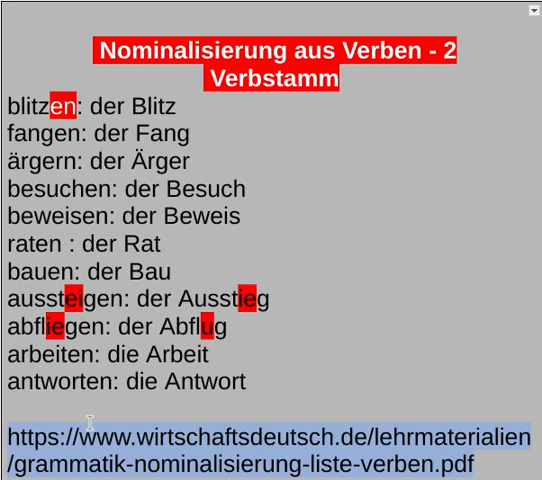 Nominalisierung aus Verben - 2
Verbstamm
blitzen: der Blitz
fangen: der Fang
ärgern: der Ärger
besuchen: der Besuch
beweisen: der Beweis
raten : der Rat
bauen: der Bau
aussteigen: der Ausstieg
abfliegen: der Abflug
arbeiten: die Arbeit
antworten: die Antwort
https://www.wirtschaftsdeutsch.de/lehrmaterialien
/grammatik-nominalisierung-liste-verben.pdf